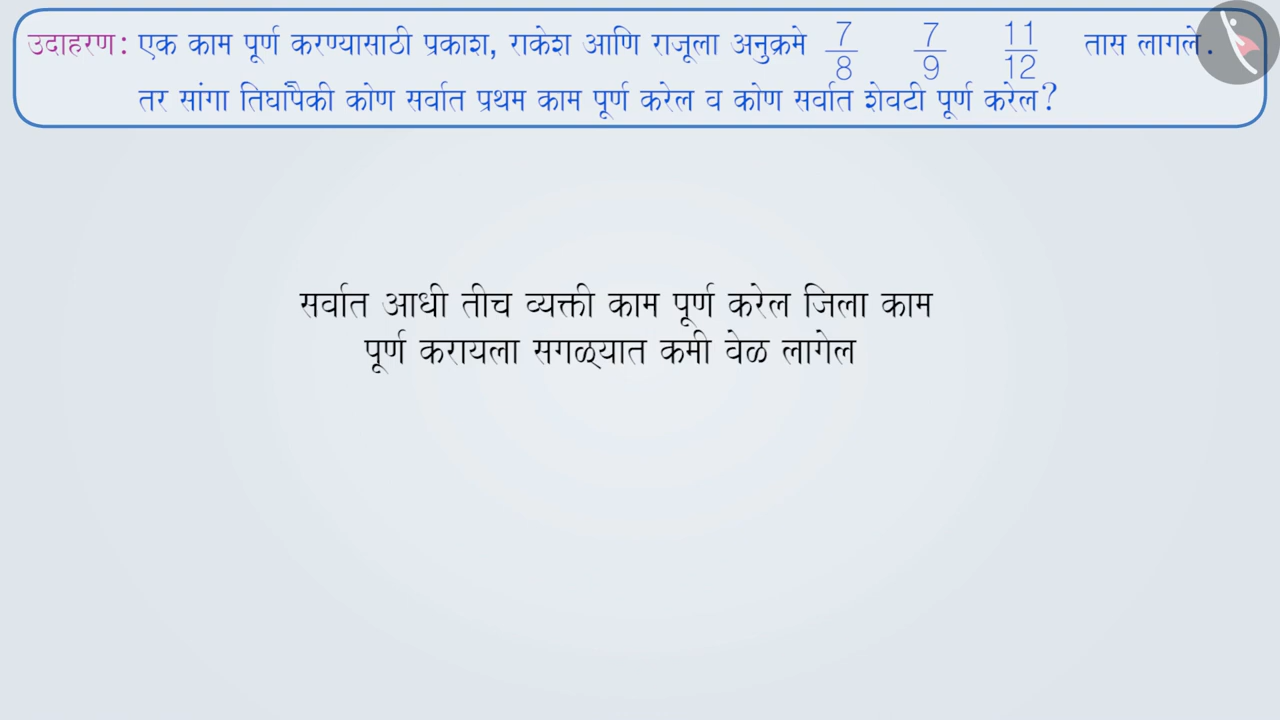 उदाहरण: एक काम पूर्ण करण्यासाठी प्रकाश, राकेश आणि राजूला अनुक्रमे 7/8 7/9 11/12 तास लागले.
तर सांगा तिघांपैकी कोण सर्वात प्रथम काम पूर्ण करेल व कोण सर्वात शेवटी पूर्ण करेल?
सर्वात आधी तीच व्यक्ती काम पूर्ण करेल जिला काम
पूर्ण करायला सगळ्यात कमी वेळ लागेल